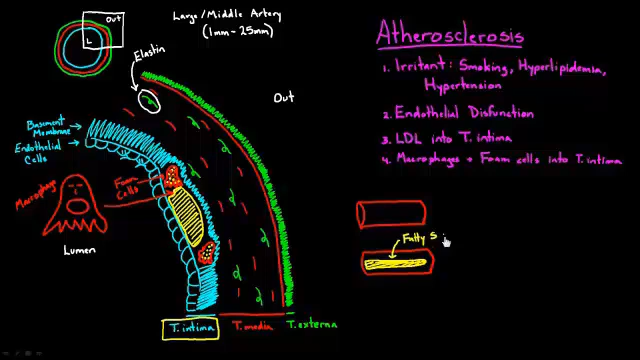 Out
L
Large/Middle Artery
(1mm - 25mm)
Elastin
Out
Basement
Membrane
Endothelial
Cells
Macrophage
Foam
Cells
Lumen
T. intima
T. media
T. externa
Atherosclerosis
1. Irritant: Smoking, Hyperlipidemia,
Hypertension
2. Endothelial Disfunction
3. LDL into T. intima
4. Macrophages + Foam cells into T. intima
Fatty S